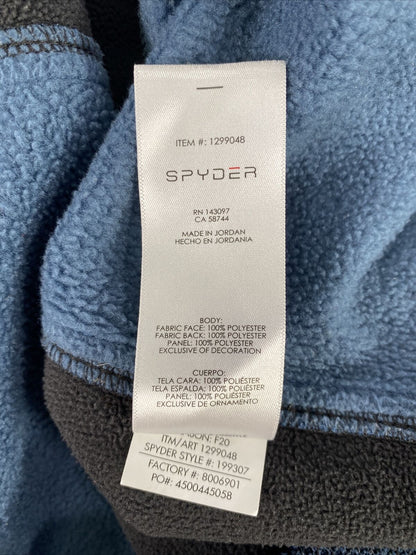 ITEM #: 1299048
SPYDER
RN 143097
CA 58744
MADE IN JORDAN
HECHO EN JORDANIA
BODY:
FABRIC FACE: 100% POLYESTER
FABRIC BACK: 100% POLYESTER
PANEL: 100% POLYESTER
EXCLUSIVE OF DECORATION
CUERPO:
TELA CARA: 100% POLIÉSTER
TELA ESPALDA: 100% POLIÉSTER
PANEL: 100% POLIÉSTER
EXCLUSIVE DE ORNAMENTO
F20
ITM/ART 1299048
SPYDER STYLE #: 199307
FACTORY #: 8006901
PO#: 4500445058